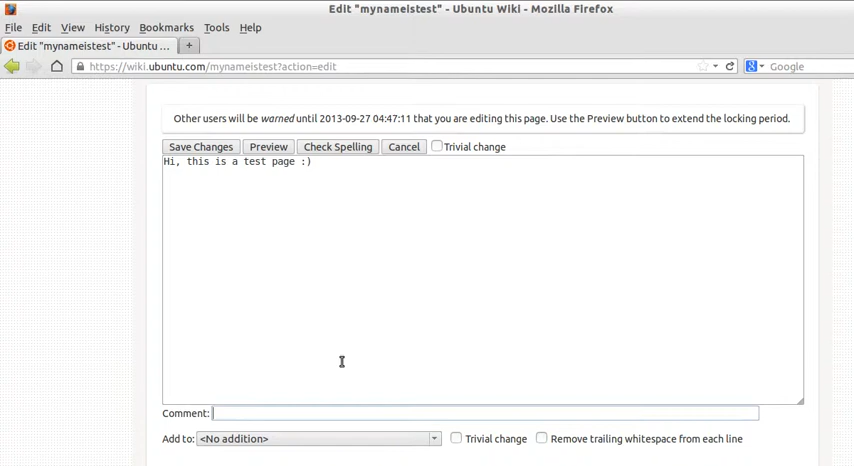 Edit "mynameistest" - Ubuntu Wiki - Mozilla Firefox
File Edit View History Bookmarks Tools Help
Edit "mynameistest" - Ubuntu ... +
https://wiki.ubuntu.com/mynameistest?action=edit
Google
Other users will be warned until 2013-09-27 04:47:11 that you are editing this page. Use the Preview button to extend the locking period.
Save Changes Preview Check Spelling Cancel Trivial change
Hi, this is a test page :)
Comment:
Add to: <No addition> Trivial change Remove trailing whitespace from each line